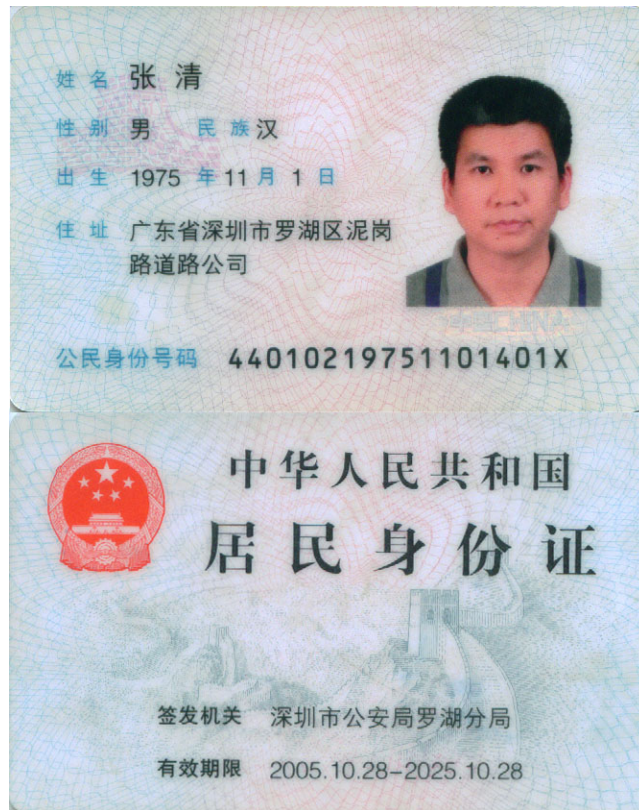 姓名 张清
性别 男 民族 汉
出生 1975 年 11 月 1 日
住址 广东省深圳市罗湖区泥岗
路道路公司
公民身份号码 44010219751101401X
中华人民共和国
居民身份证
签发机关 深圳市公安局罗湖分局
有效期限 2005.10.28-2025.10.28